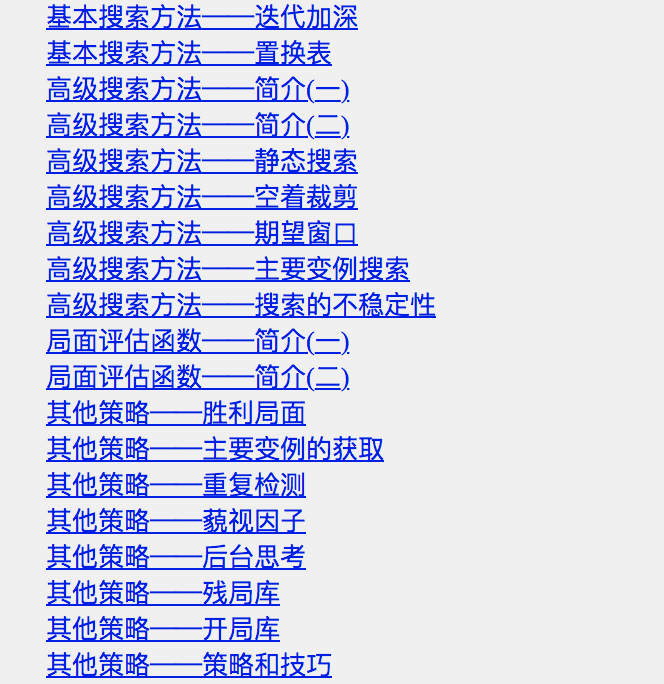 基本搜索方法——迭代加深
基本搜索方法——置换表
高级搜索方法——简介(一)
高级搜索方法——简介(二)
高级搜索方法——静态搜索
高级搜索方法——空着裁剪
高级搜索方法——期望窗口
高级搜索方法——主要变例搜索
高级搜索方法——搜索的不稳定性
局面评估函数——简介(一)
局面评估函数——简介(二)
其他策略——胜利局面
其他策略——主要变例的获取
其他策略——重复检测
其他策略——藐视因子
其他策略——后台思考
其他策略——残局库
其他策略——开局库
其他策略——策略和技巧